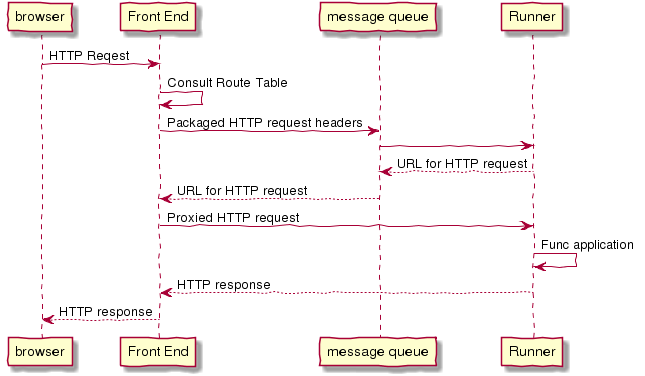 browser
Front End
message queue
Runner
HTTP Reqest
Consult Route Table
Packaged HTTP request headers
URL for HTTP request
URL for HTTP request
Proxied HTTP request
Func application
HTTP response
HTTP response
browser
Front End
message queue
Runner